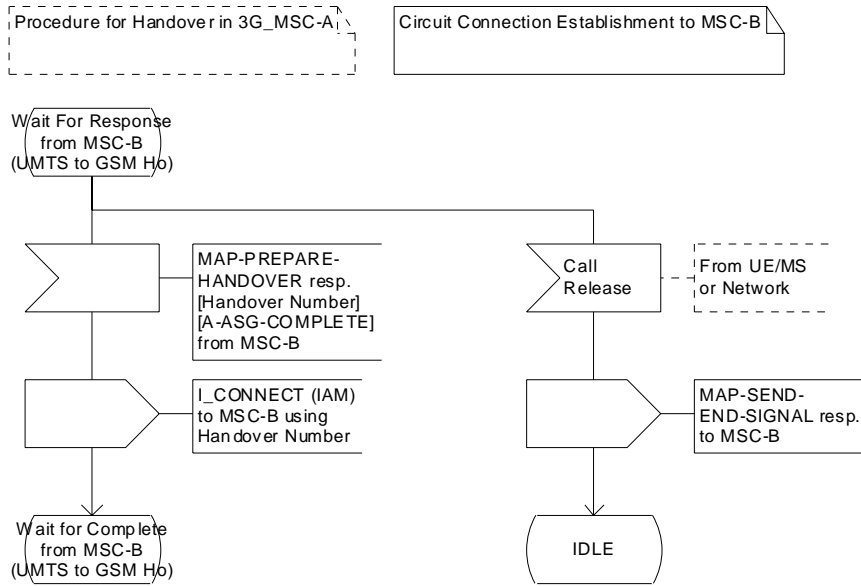 Procedure for Handover in 3G_MSC-A
Circuit Connection Establishment to MSC-B
Wait For Response
from MSC-B
(UMTS to GSM Ho)
MAP-PREPARE-
HANDOVER resp.
[Handover Number]
[A-ASG-COMPLETE]
from MSC-B
Call
Release
From UE/MS
or Network
I_CONNECT (IAM)
to MSC-B using
Handover Number
MAP-SEND-
END-SIGNAL resp.
to MSC-B
Wait for Complete
from MSC-B
(UMTS to GSM Ho)
IDLE